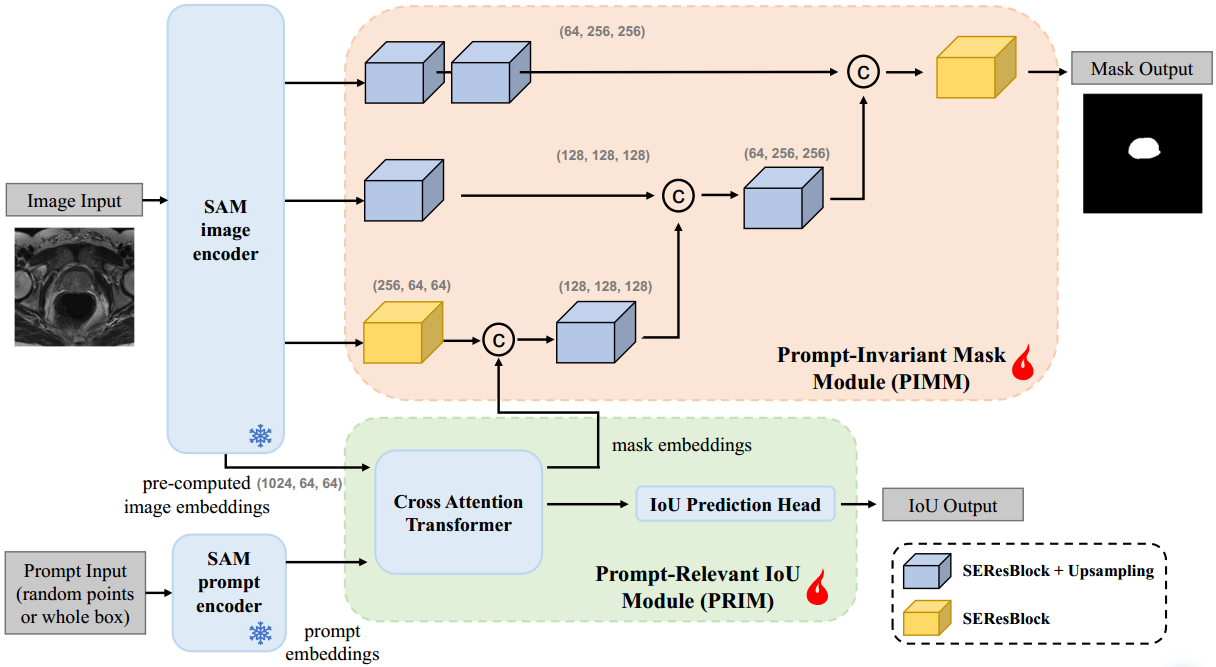 (64, 256, 256)
C
Mask Output
(128, 128, 128)
(64, 256, 256)
C
Image Input
SAM
image
encoder
(256, 64, 64)
(128, 128, 128)
C
Prompt-Invariant Mask
Module (PIMM)
mask embeddings
pre-computed (1024, 64, 64)
image embeddings
Cross Attention
Transformer
IoU Prediction Head
IoU Output
Prompt Input
(random points
or whole box)
SAM
prompt
encoder
prompt
embeddings
Prompt-Relevant IoU
Module (PRIM)
SEResBlock + Upsampling
SEResBlock